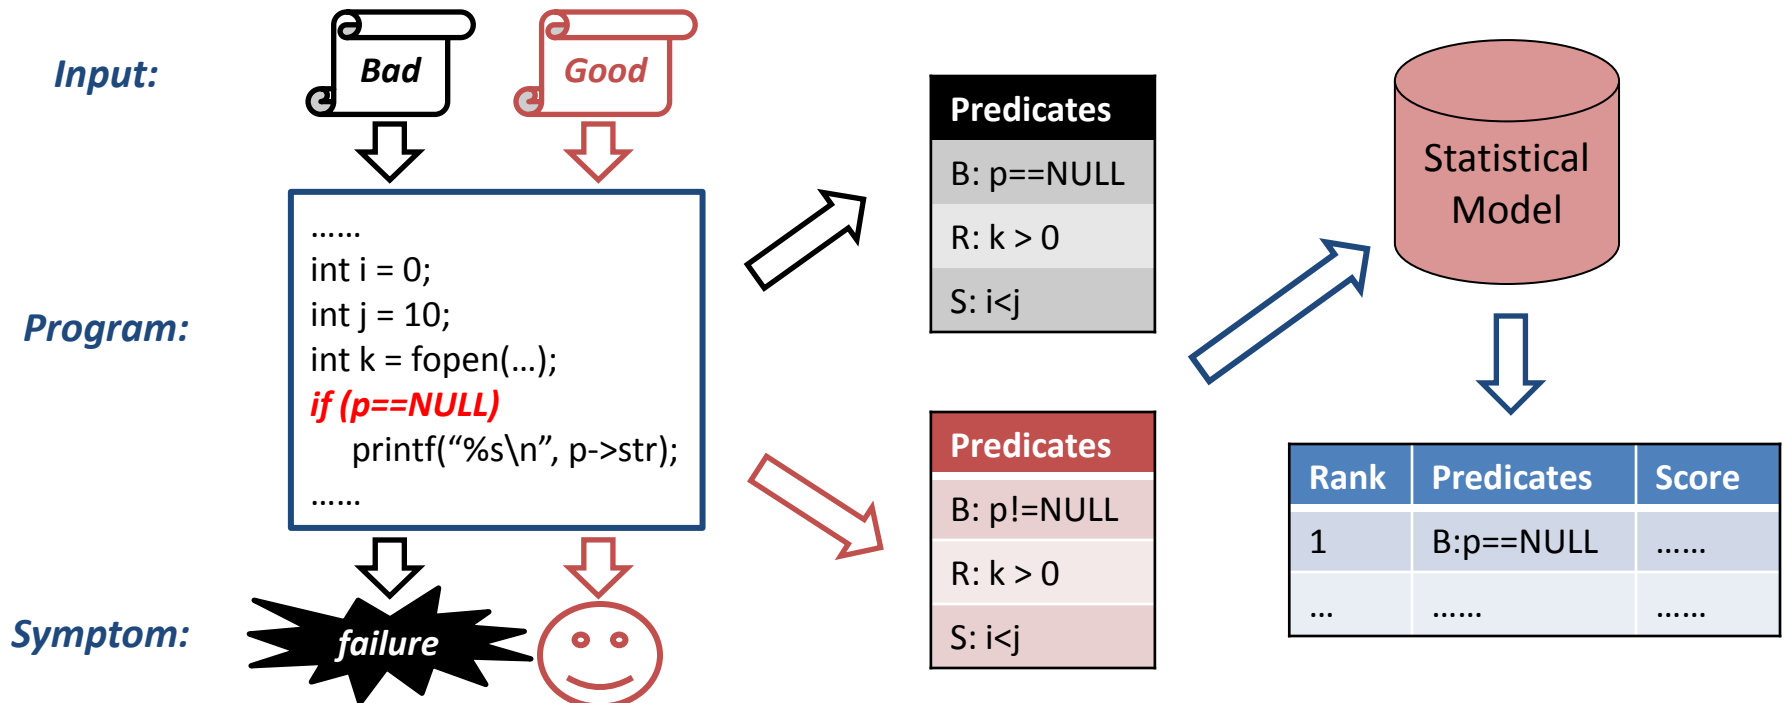 Input:
Bad
Good
Program:
......
int i = 0;
int j = 10;
int k = fopen(…);
if (p==NULL)
printf(“%s\n”, p->str);
......
Symptom:
failure
Predicates
B: p==NULL
R: k > 0
S: i<j
Predicates
B: p!=NULL
R: k > 0
S: i<j
Statistical
Model
Rank Predicates Score
1 B:p==NULL ......
... ...... ......